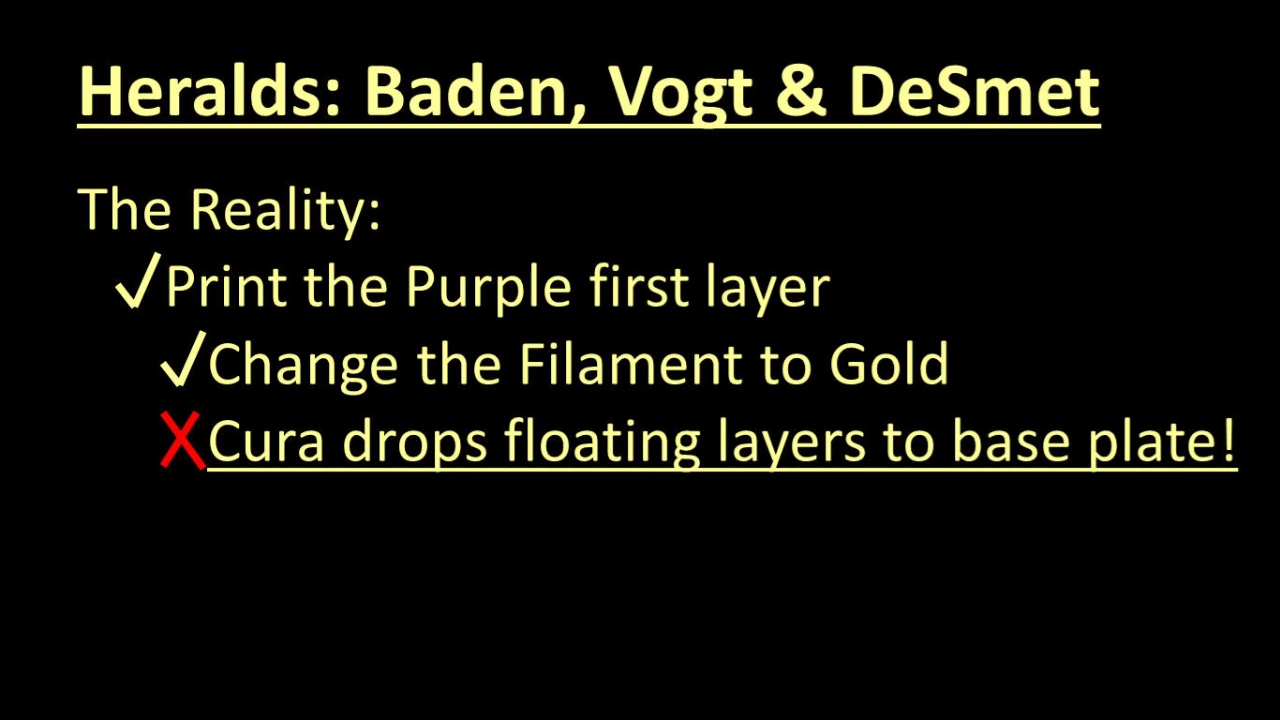 Heralds: Baden, Vogt & DeSmet
The Reality:
✓Print the Purple first layer
✓Change the Filament to Gold
XCura drops floating layers to base plate!